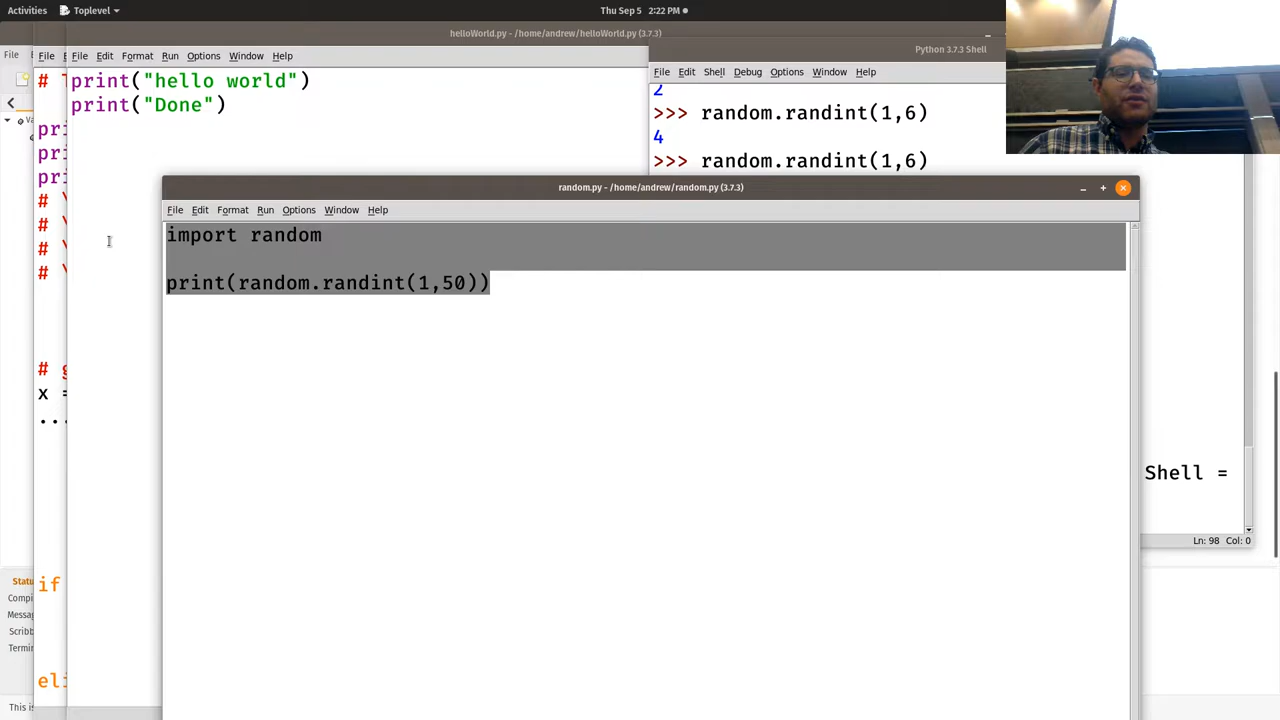 Activities Toplevel Thu Sep 5 2:22 PM
helloWorld.py - /home/andrew/helloWorld.py (3.7.3)
File File Edit Format Run Options Window Help
Python 3.7.3 Shell
File Edit Shell Debug Options Window Help
print("hello world")
print("Done")
2
>>> random.randint(1,6)
4
>>> random.randint(1,6)
random.py - /home/andrew/random.py (3.7.3)
File Edit Format Run Options Window Help
import random
print(random.randint(1,50))
#
x =
Shell =
Ln: 98 Col: 0
if